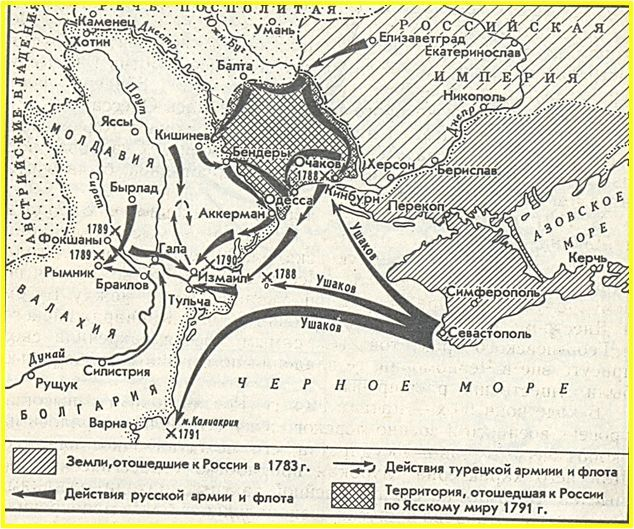 РЕЧЬ ПОСПОЛИТАЯ
Каменец
Хотин
Днестр
Южн. Буг
Умань
РОССИЙСКАЯ
Елизаветград
Екатеринослав
Балта
ИМПЕРИЯ
Никополь
Днепр
АВСТРИЙСКИЕ ВЛАДЕНИЯ
Прут
Яссы
МОЛДАВИЯ
Кишинев
Бендеры
Очаков
1788
Херсон
Берислав
Сирет
Бырлад
Одесса
Кинбурн
Аккерман
Перекоп
АЗОВСКОЕ
МОРЕ
1789
Фокшаны
1789
Рымник
Гала
1790
Измаил
1788
Ушаков
Керчь
Браилов
Тульча
Ушаков
Симферополь
ВАЛАХИЯ
Ушаков
Севастополь
Дунай
Силистрия
Рущук
ЧЕРНОЕ МОРЕ
БОЛГАРИЯ
Варна
м.Калиакрия
1791
Земли,отошедшие к России в 1783 г.
Действия турецкой армиии и флота
Действия русской армии и флота
Территория, отошедшая к России
по Ясскому миру 1791 г.